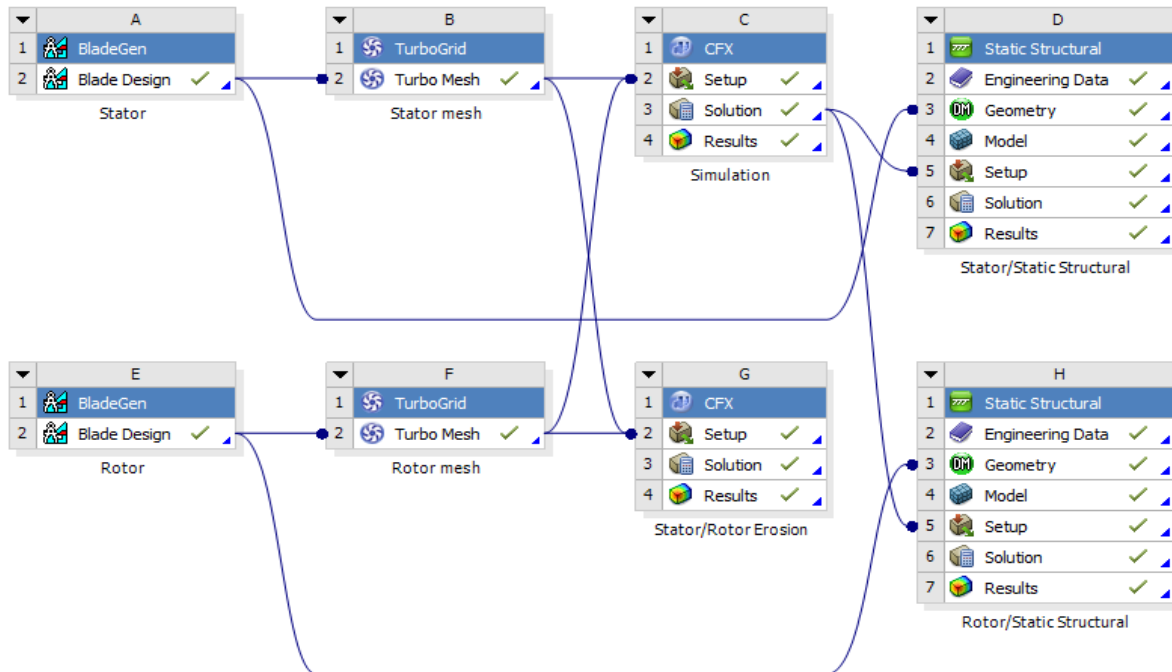 A
1 BladeGen
2 Blade Design
Stator
B
1 TurboGrid
2 Turbo Mesh
Stator mesh
C
1 CFX
2 Setup
3 Solution
4 Results
Simulation
D
1 Static Structural
2 Engineering Data
3 DM Geometry
4 Model
5 Setup
6 Solution
7 Results
Stator/Static Structural
E
1 BladeGen
2 Blade Design
Rotor
F
1 TurboGrid
2 Turbo Mesh
Rotor mesh
G
1 CFX
2 Setup
3 Solution
4 Results
Stator/Rotor Erosion
H
1 Static Structural
2 Engineering Data
3 DM Geometry
4 Model
5 Setup
6 Solution
7 Results
Rotor/Static Structural